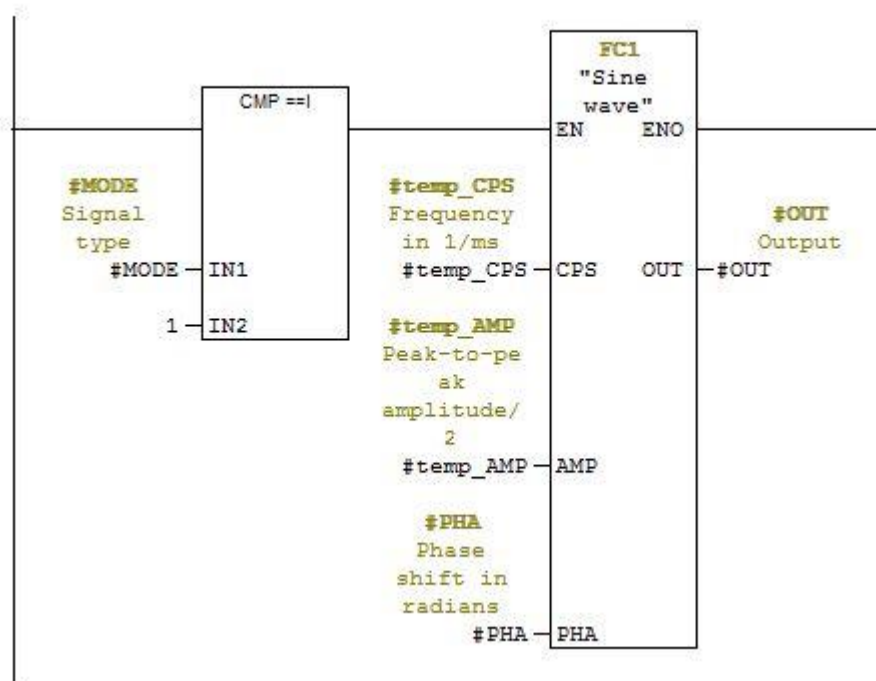 CMP ==I
#MODE
Signal
type
#MODE
IN1
1
IN2
FC1
"Sine
wave"
EN
ENO
#temp_CPS
Frequency
in 1/ms
#temp_CPS
CPS
OUT
#OUT
Output
#OUT
#temp_AMP
Peak-to-pe
ak
amplitude/
2
#temp_AMP
AMP
#PHA
Phase
shift in
radians
#PHA
PHA